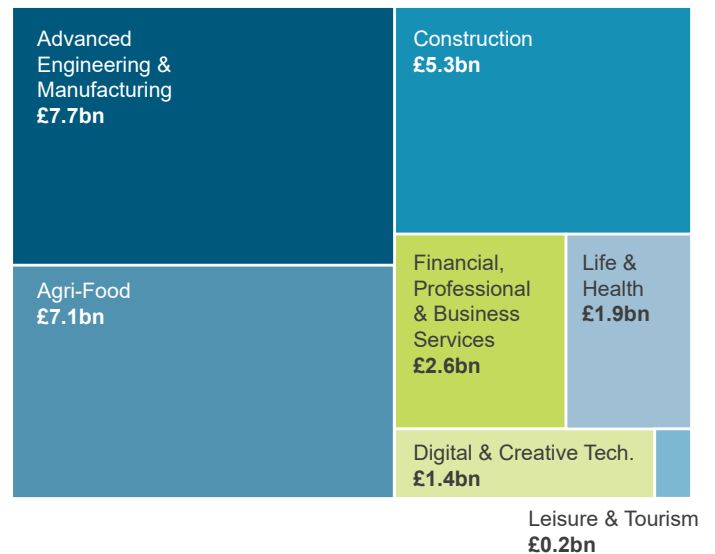 Advanced
Engineering &
Manufacturing
£7.7bn
Construction
£5.3bn
Agri-Food
£7.1bn
Financial,
Professional
& Business
Services
£2.6bn
Life &
Health
£1.9bn
Digital & Creative Tech.
£1.4bn
Leisure & Tourism
£0.2bn